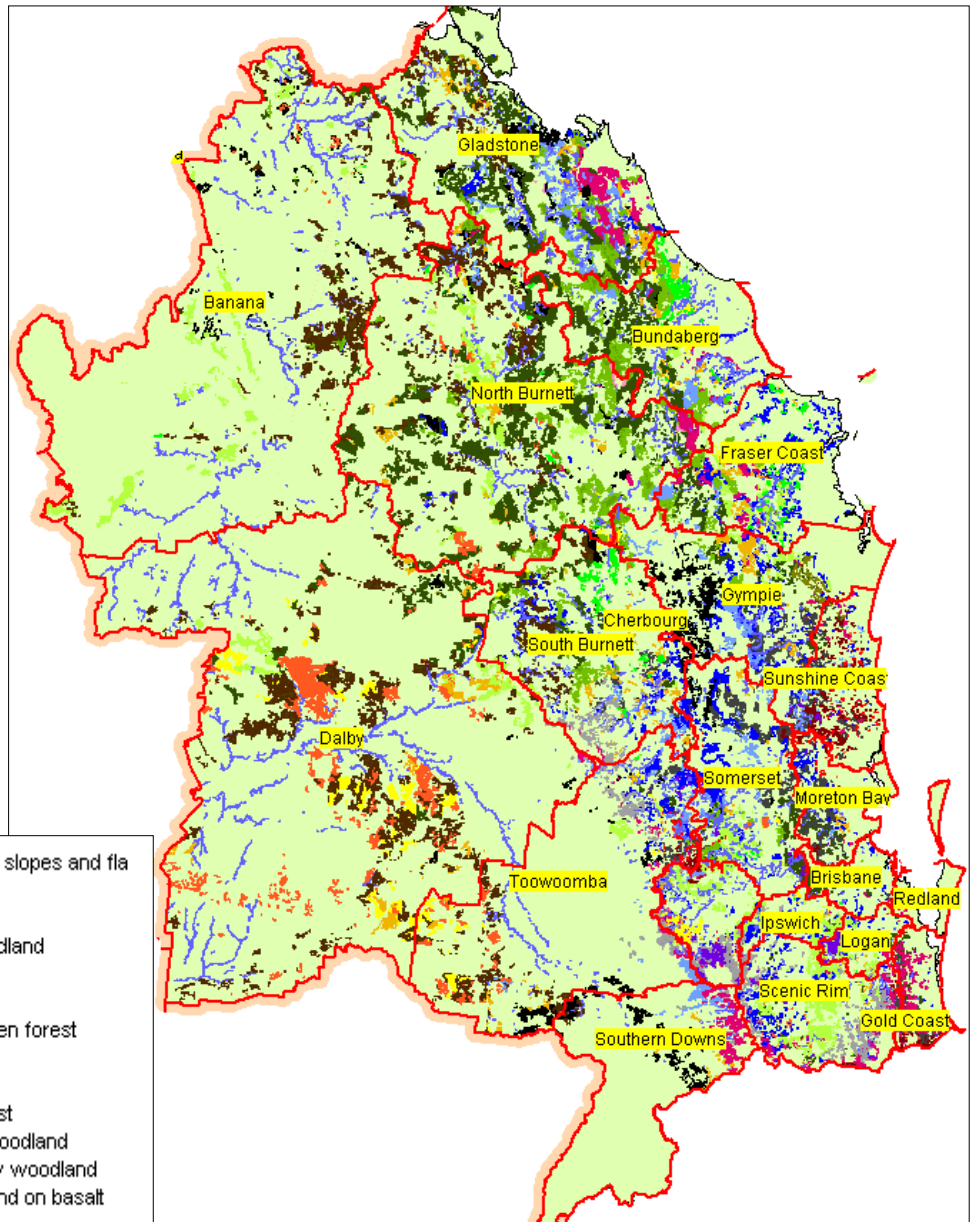 d
Gladstone
Banana
Bundaberg
North Burnett
Fraser Coast
Gympie
Cherbourg
South Burnett
Sunshine Coas
Dalby
Somerset
Moreton Bay
Toowoomba
Brisbane
Redland
Ipswich
Logan
Scenic Rim
Gold Coast
Southern Downs
slopes and fla
dland
en forest
st
oodland
y woodland
nd on basalt